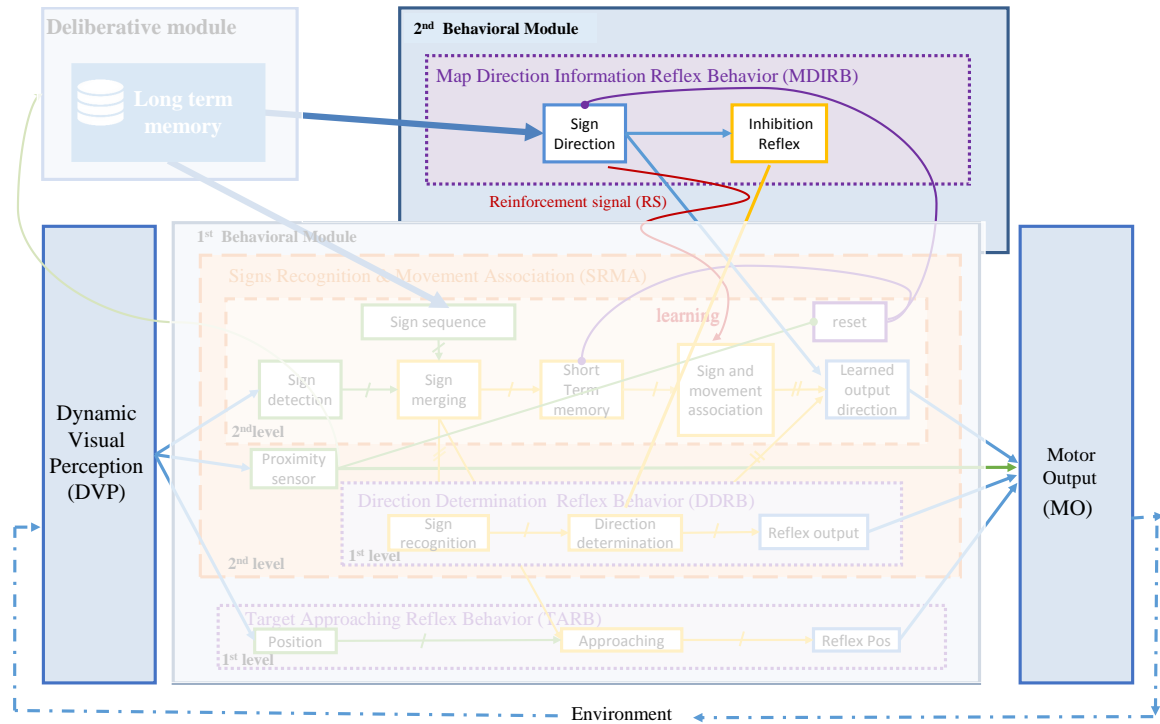 Deliberative module
Long term
memory
2nd Behavioral Module
Map Direction Information Reflex Behavior (MDIRB)
Sign
Direction
Inhibition
Reflex
Reinforcement signal (RS)
1st Behavioral Module
Signs Recognition & Movement Association (SRMA)
Sign sequence
learning
reset
Sign
detection
Sign
merging
Short
Term
memory
Sign and
movement
association
Learned
output
direction
2nd level
Dynamic
Visual
Perception
(DVP)
Proximity
sensor
Motor
Output
(MO)
Direction Determination Reflex Behavior (DDRB)
Sign
recognition
Direction
determination
Reflex output
1st level
2nd level
Target Approaching Reflex Behavior (TARB)
Position
Approaching
Reflex Pos
1st level
Environment